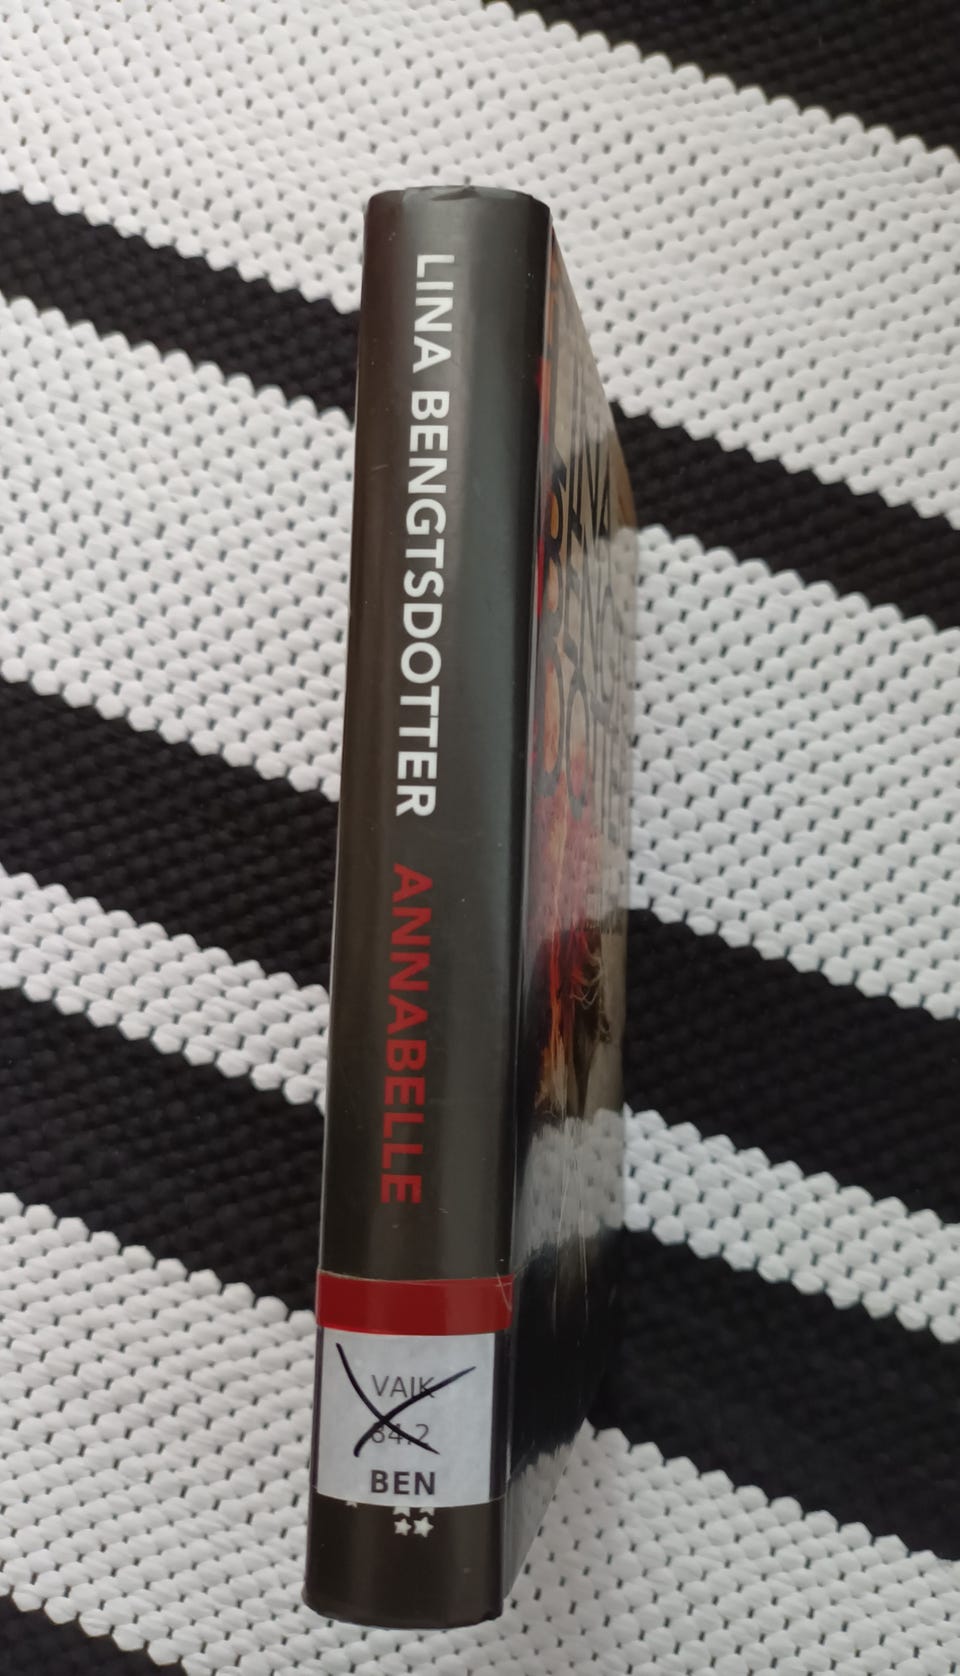 LINA BENGTSDOTTER ANNABELLE
VAIK
84.2
BEN